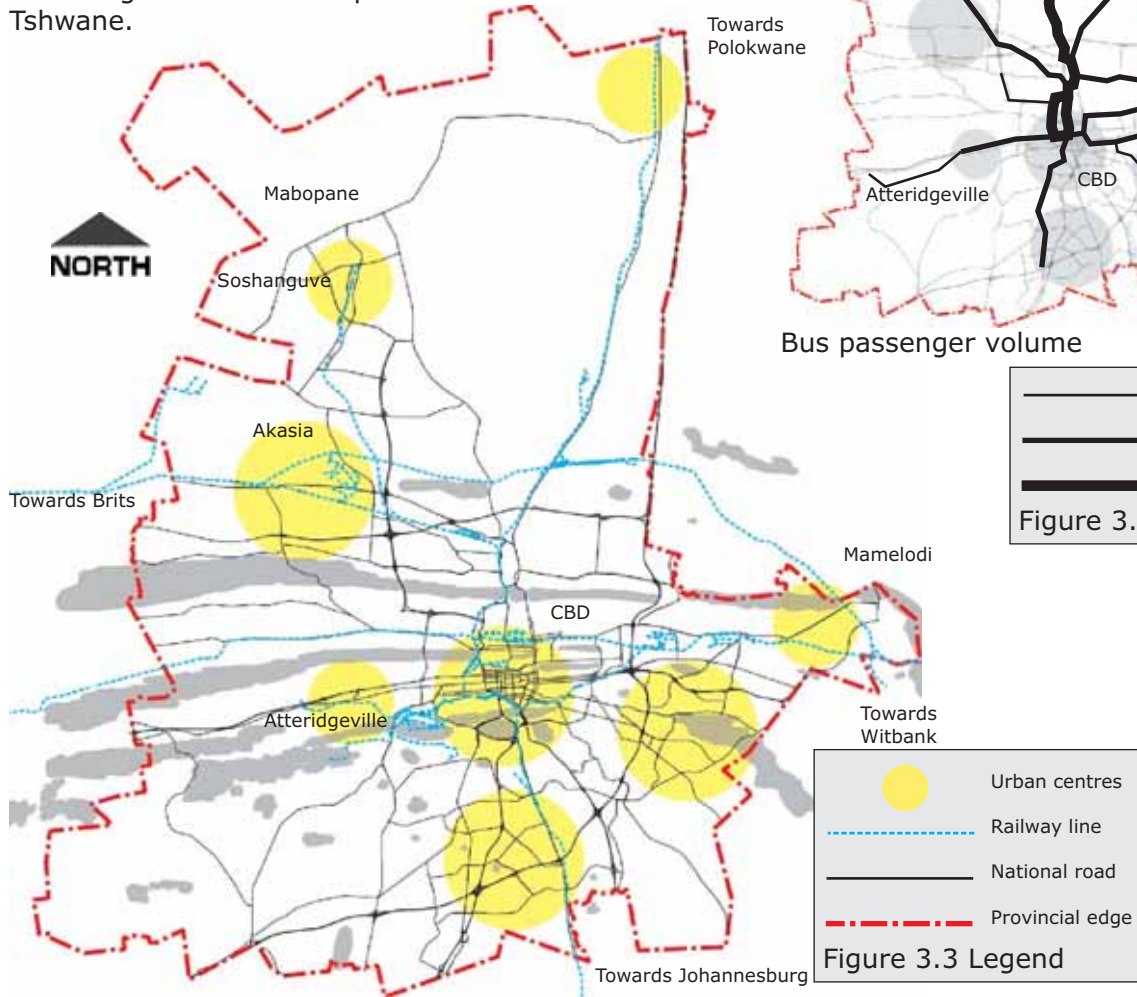 Tshwane.
Towards
Polokwane
Mabopane
NORTH
Soshanguve
Akasia
Towards Brits
Mamelodi
CBD
Atteridgeville
Towards
Witbank
Towards Johannesburg
Atteridgeville
CBD
Bus passenger volume
Figure 3.
Urban centres
Railway line
National road
Provincial edge
Figure 3.3 Legend